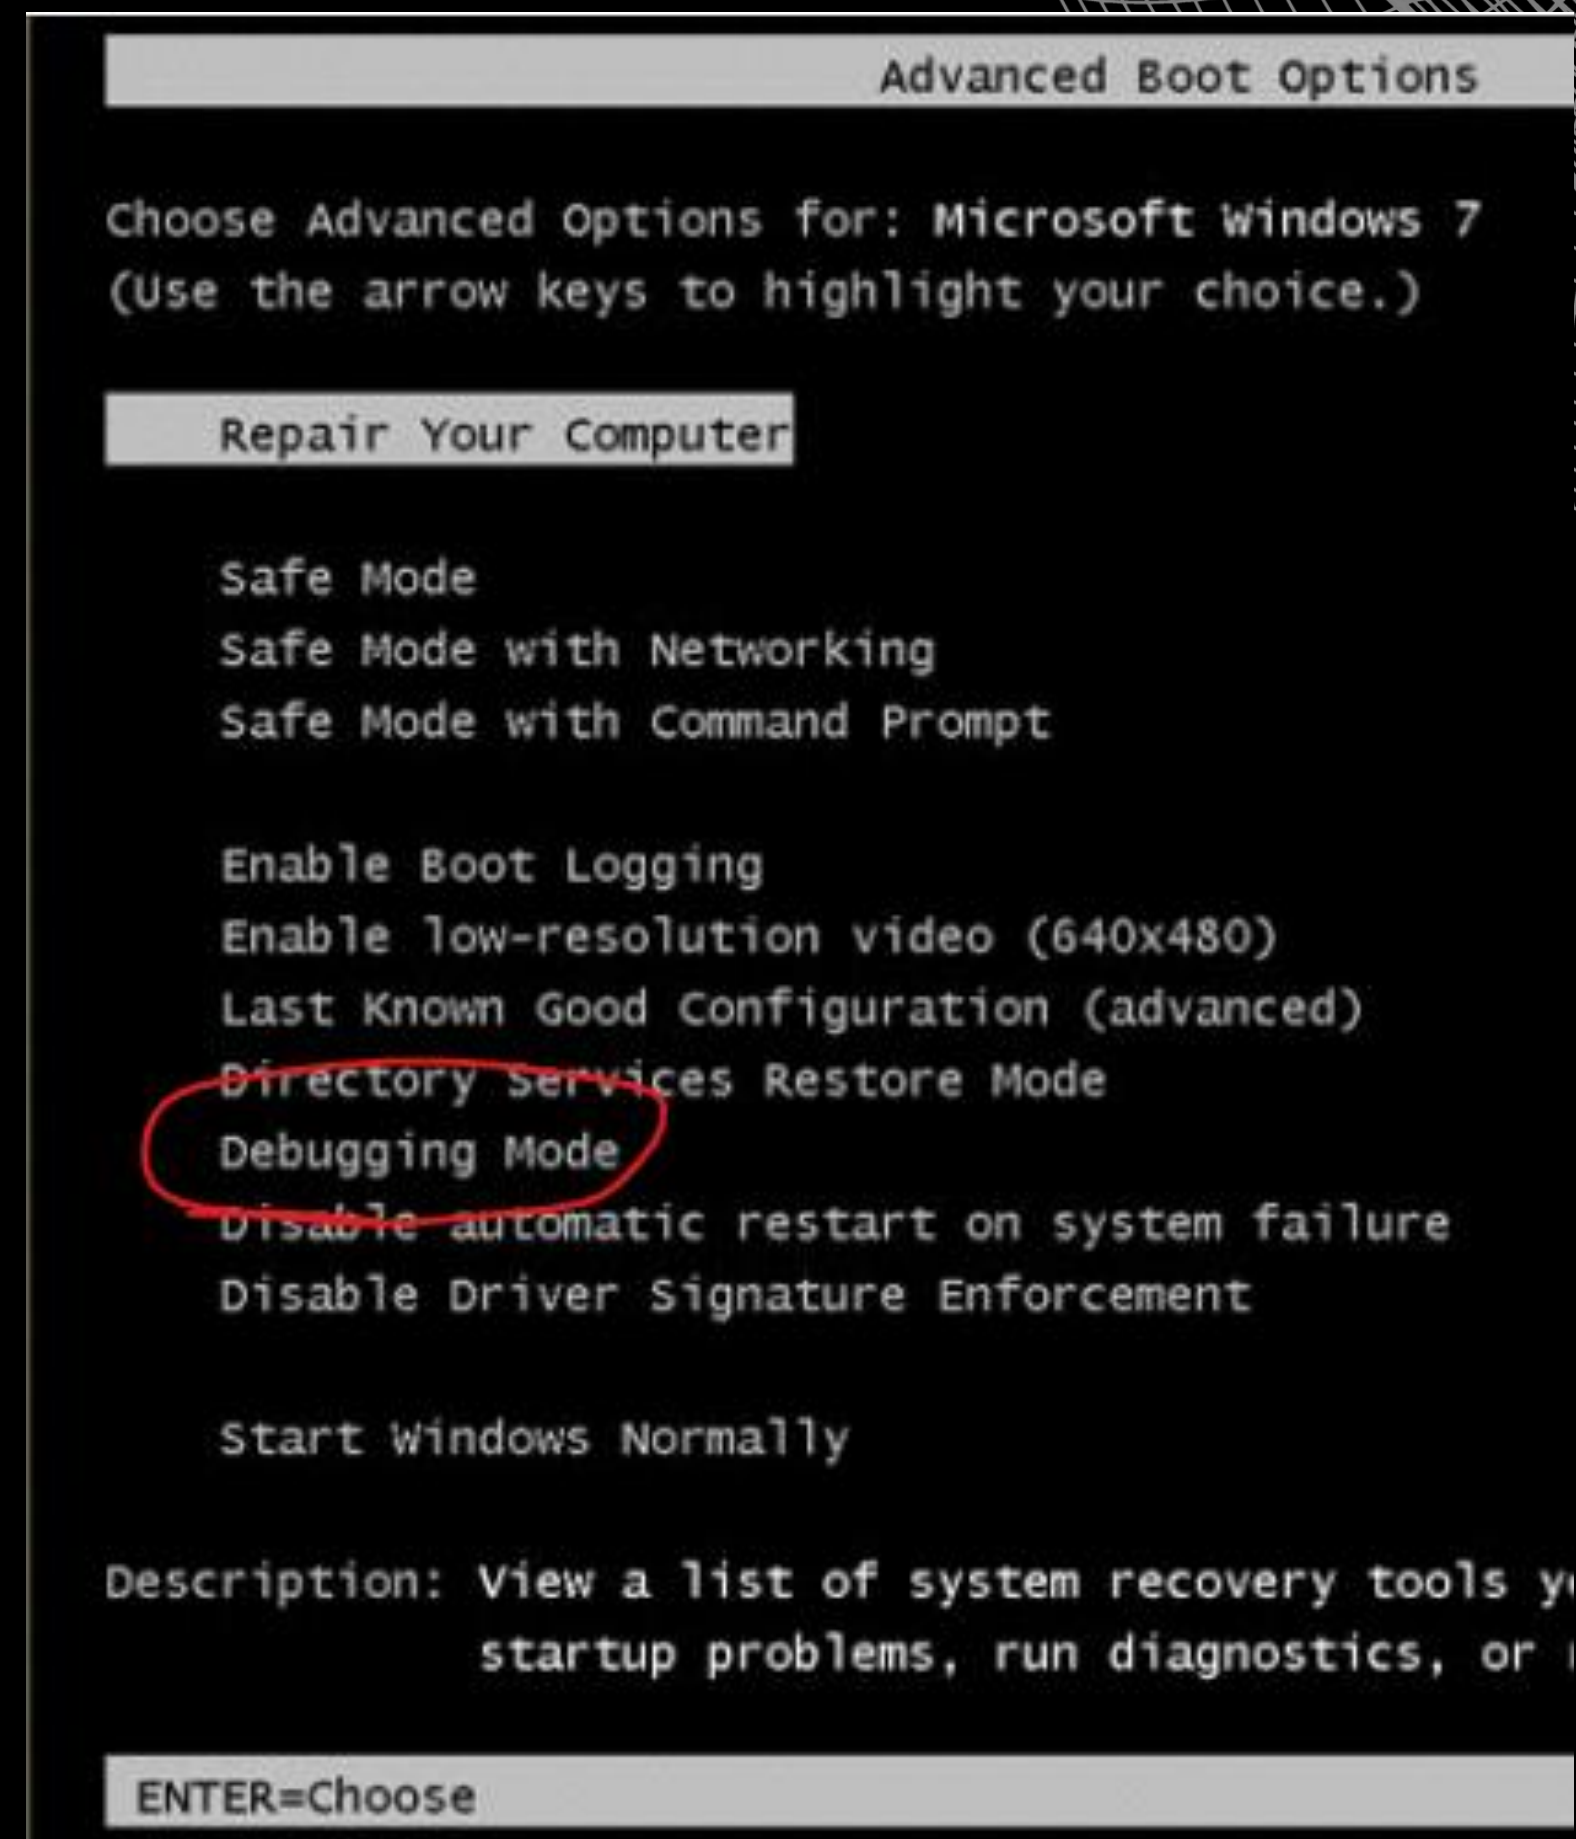 Advanced Boot Options
Choose Advanced Options for: Microsoft Windows 7
(Use the arrow keys to highlight your choice.)
Repair Your Computer
Safe Mode
Safe Mode with Networking
Safe Mode with Command Prompt
Enable Boot Logging
Enable low-resolution video (640x480)
Last Known Good Configuration (advanced)
Directory Services Restore Mode
Debugging Mode
Disable automatic restart on system failure
Disable Driver Signature Enforcement
Start Windows Normally
Description: View a list of system recovery tools
startup problems, run diagnostics, or
ENTER=Choose